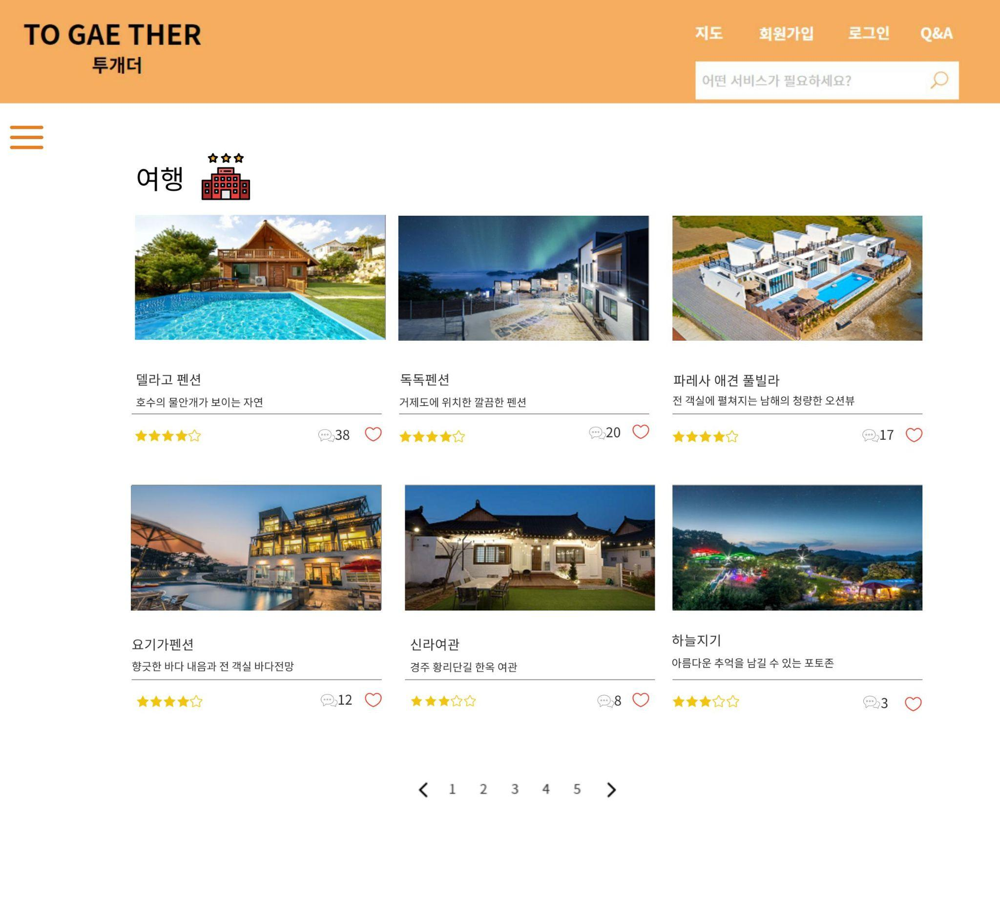 TO GAE THER
투개더
지도 회원가입 로그인 Q&A
어떤 서비스가 필요하세요?
여행
델라고 펜션
호수의 물안개가 보이는 자연
38
독독펜션
거제도에 위치한 깔끔한 펜션
20
파레사 애견 풀빌라
전 객실에 펼쳐지는 남해의 청량한 오션뷰
17
요기가펜션
향긋한 바다 내음과 전 객실 바다전망
12
신라여관
경주 황리단길 한옥 여관
8
하늘지기
아름다운 추억을 남길 수 있는 포토존
3
1 2 3 4 5